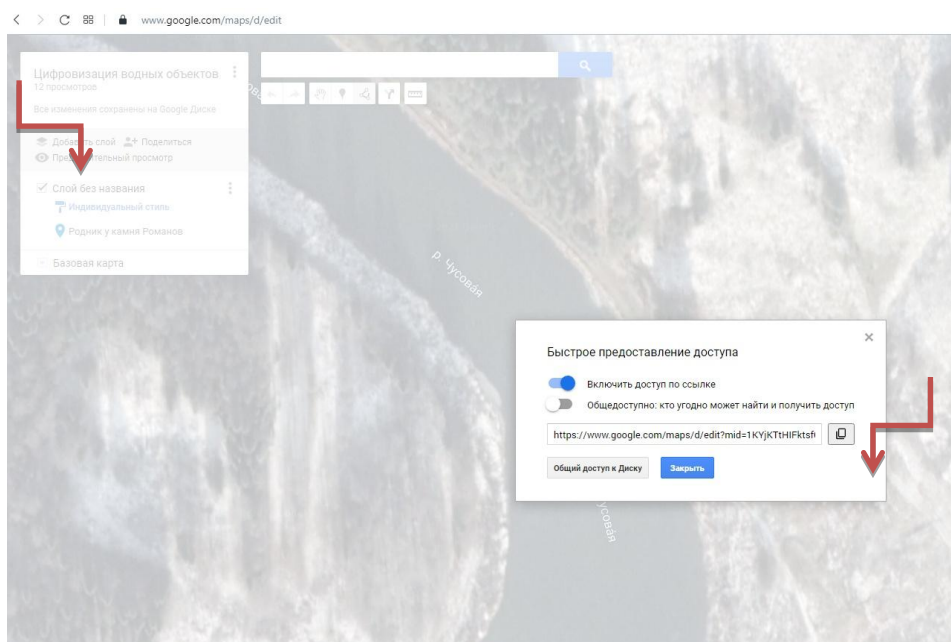 www.google.com/maps/d/edit
Цифровизация водных объектов
12 просмотров
Все изменения сохранены на Google Диске
Добавить слой Поделиться
Предварительный просмотр
Слой без названия
Индивидуальный стиль
Родник у камня Романов
Базовая карта
р. Чусовая́
Быстрое предоставление доступа
Включить доступ по ссылке
Общедоступно: кто угодно может найти и получить доступ
https://www.google.com/maps/d/edit?mid=1KYjKTtHIFktsf
Общий доступ к Диску Закрыть
усовая́